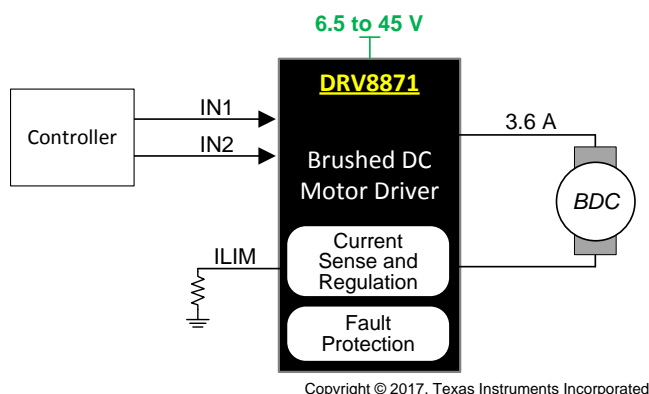 6.5 to 45 V
DRV8871
Controller
IN1
IN2
3.6 A
Brushed DC
Motor Driver
BDC
ILIM
Current
Sense and
Regulation
Fault
Protection
Copyright © 2017, Texas Instruments Incorporated